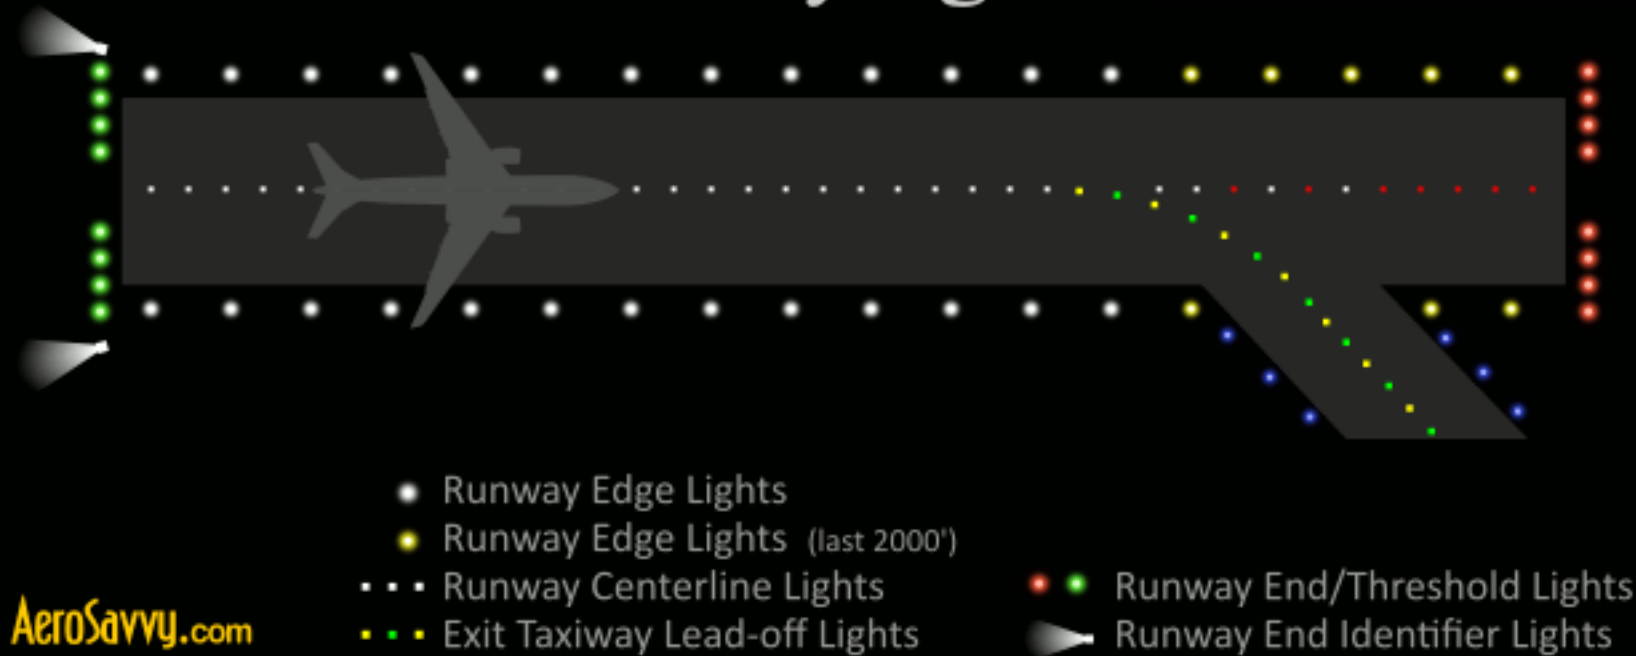 Runway Edge Lights
Runway Edge Lights (last 2000')
Runway Centerline Lights
Exit Taxiway Lead-off Lights
Runway End/Threshold Lights
Runway End Identifier Lights
AeroSavvy.com